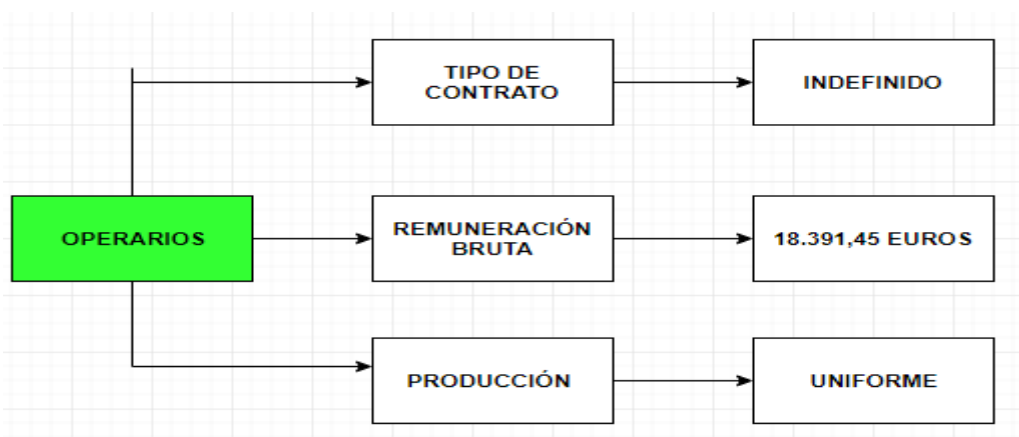 TIPO DE
CONTRATO
INDEFINIDO
OPERARIOS
REMUNERACIÓN
BRUTA
18.391,45 EUROS
PRODUCCIÓN
UNIFORME